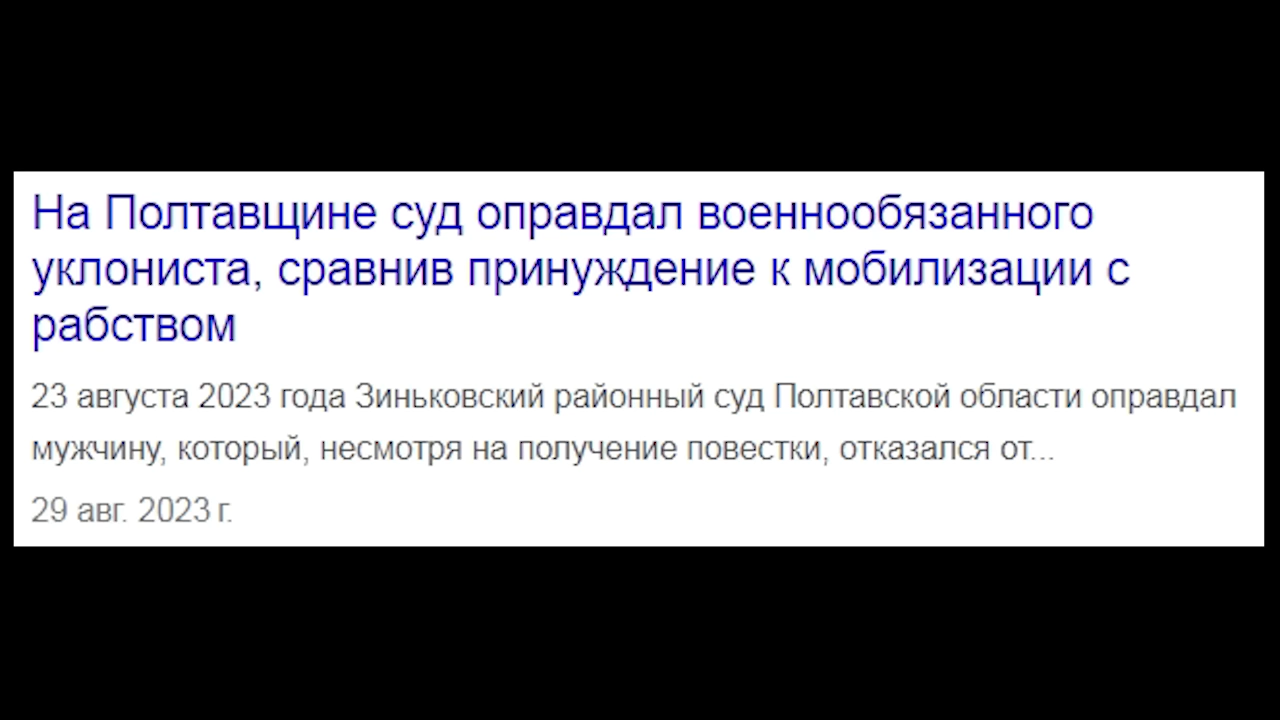 На Полтавщине суд оправдал военнообязанного
уклониста, сравнив принуждение к мобилизации с
рабством
23 августа 2023 года Зиньковский районный суд Полтавской области оправдал
мужчину, который, несмотря на получение повестки, отказался от...
29 авг. 2023 г.